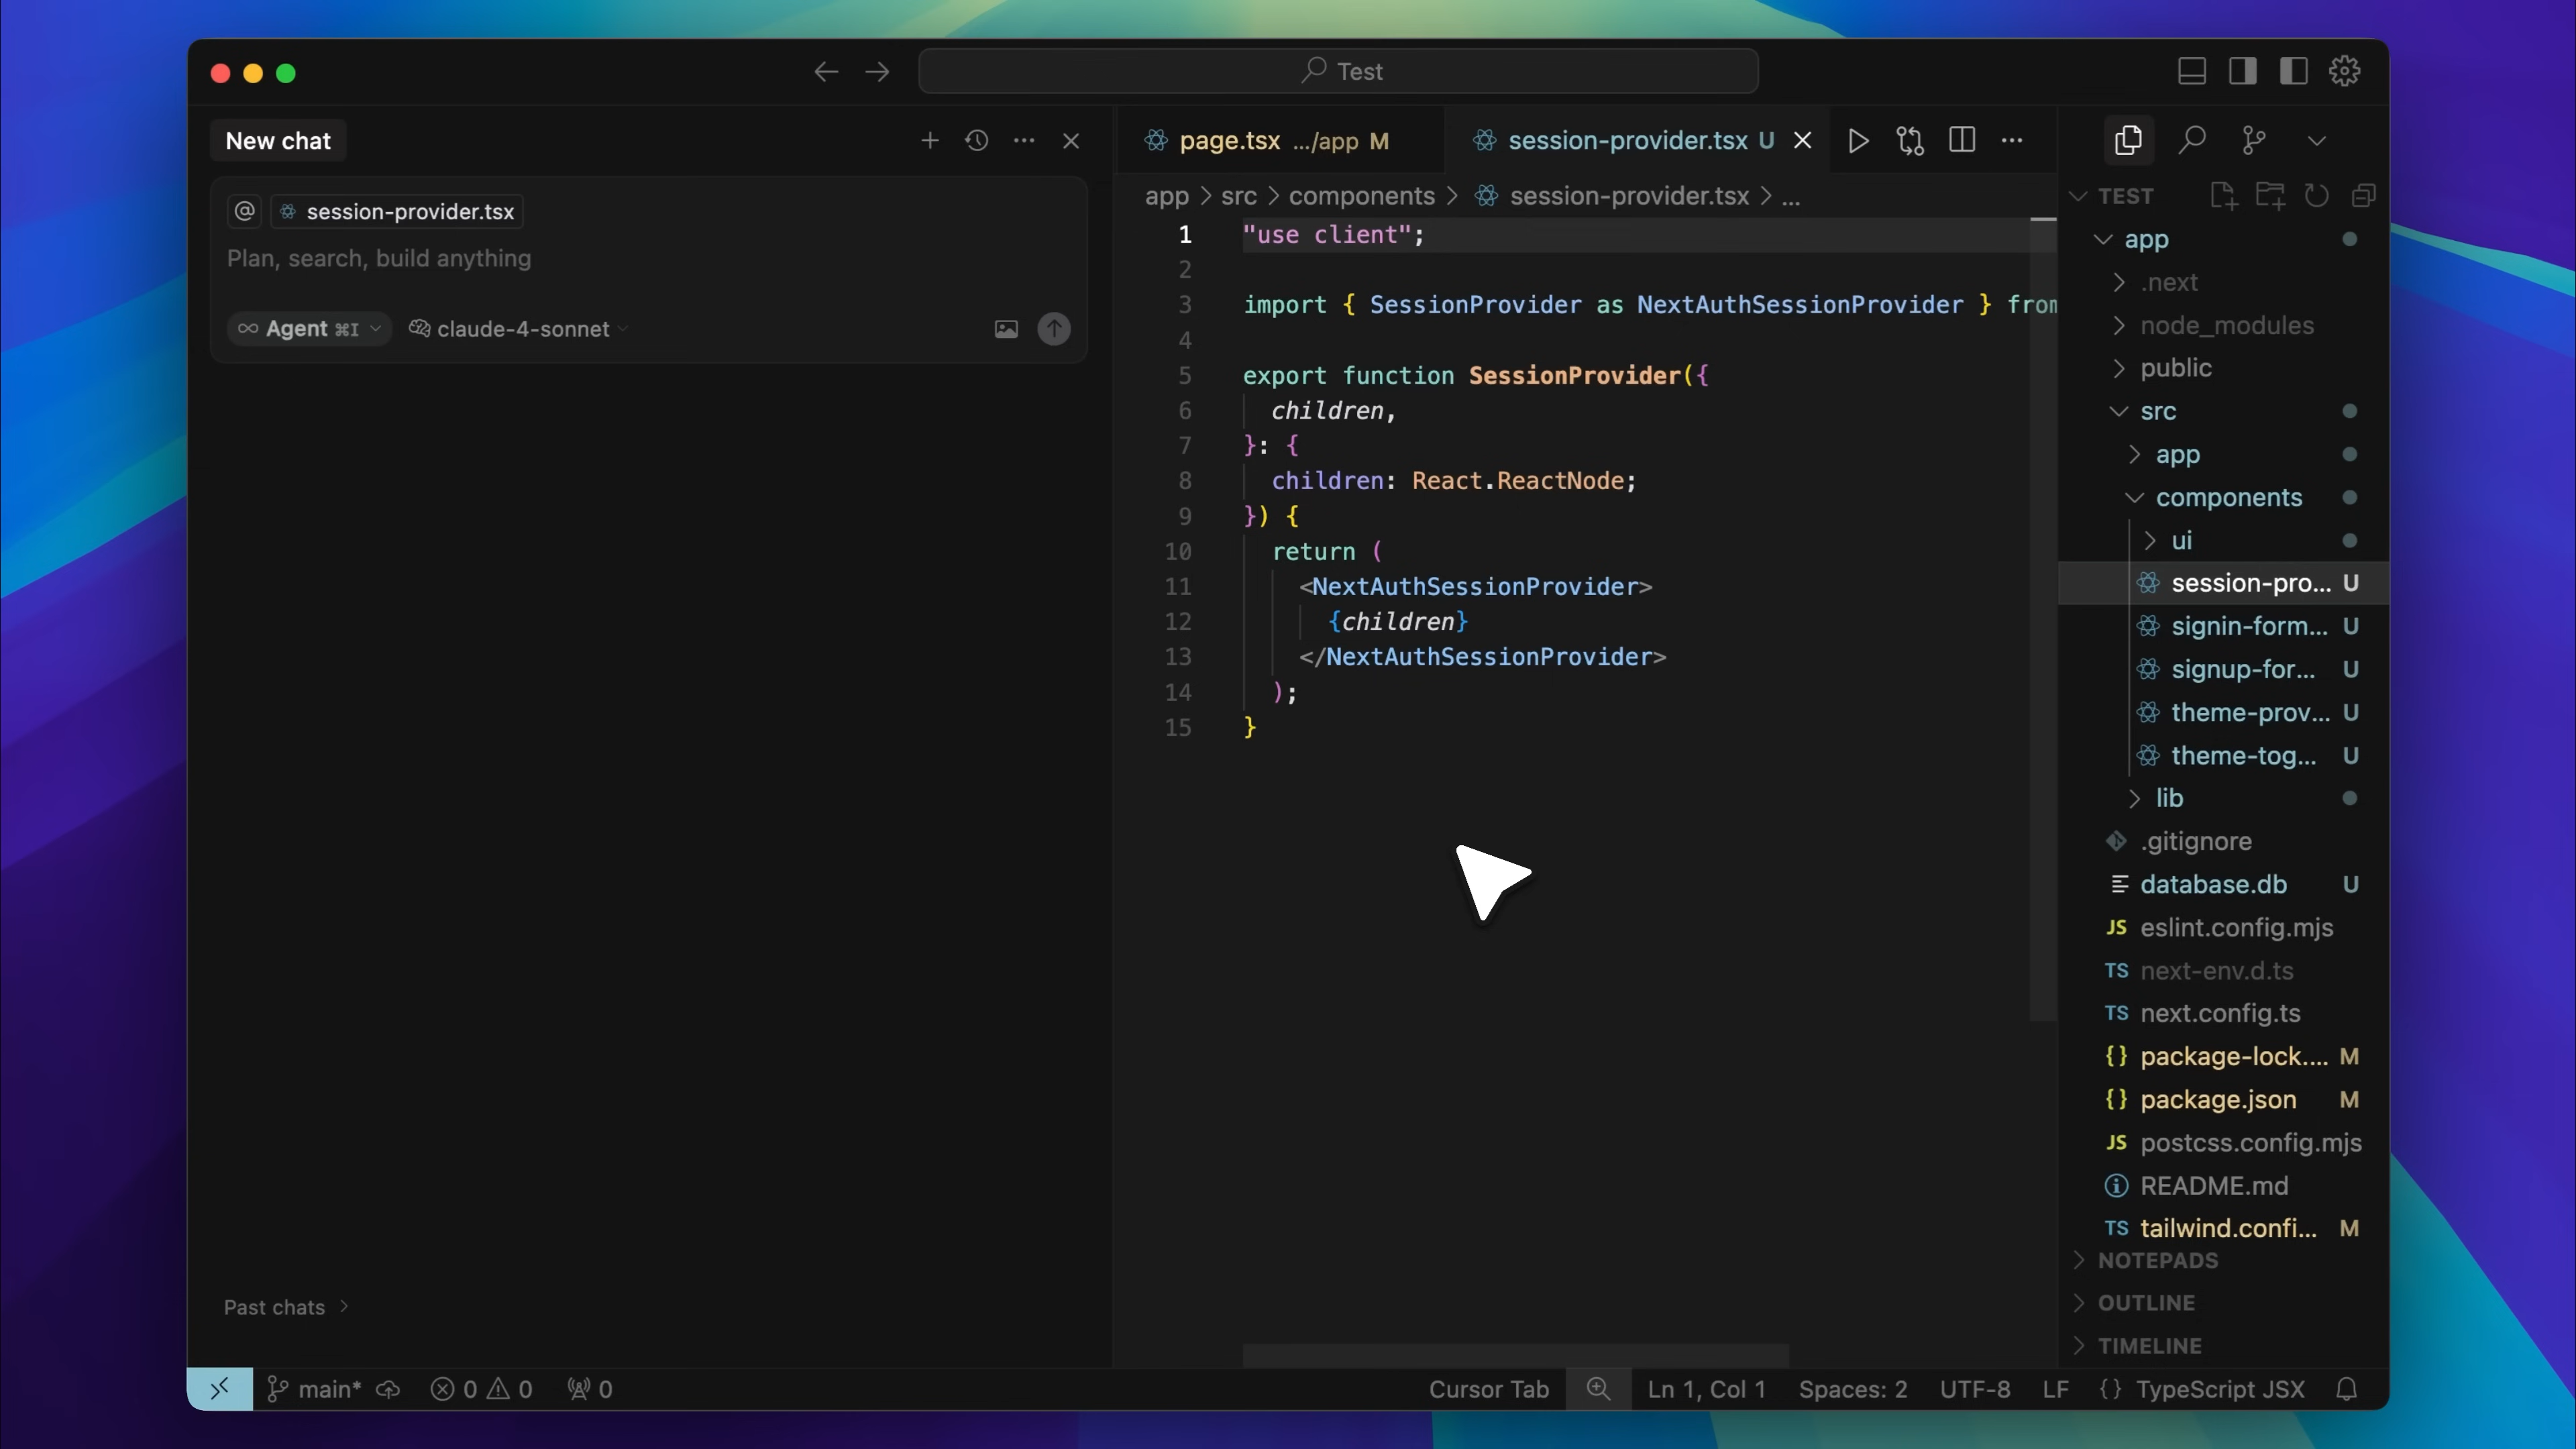 Test
New chat
@ session-provider.tsx
Plan, search, build anything
Agent ⌘I claude-4-sonnet
Past chats
page.tsx .../app M
session-provider.tsx U
app > src > components > session-provider.tsx > ...
1 "use client";
2
3 import { SessionProvider as NextAuthSessionProvider } from
4
5 export function SessionProvider({
6 children,
7 }: {
8 children: React.ReactNode;
9 }) {
10 return (
11 <NextAuthSessionProvider>
12 {children}
13 </NextAuthSessionProvider>
14 );
15 }
TEST
app
.next
node_modules
public
src
app
components
ui
session-pro... U
signin-form... U
signup-for... U
theme-prov... U
theme-tog... U
lib
.gitignore
database.db U
JS eslint.config.mjs
TS next-env.d.ts
TS next.config.ts
{} package-lock.... M
{} package.json M
JS postcss.config.mjs
README.md
TS tailwind.confi... M
NOTEPADS
OUTLINE
TIMELINE
main* 0 0 0 Cursor Tab Ln 1, Col 1 Spaces: 2 UTF-8 LF {} TypeScript JSX